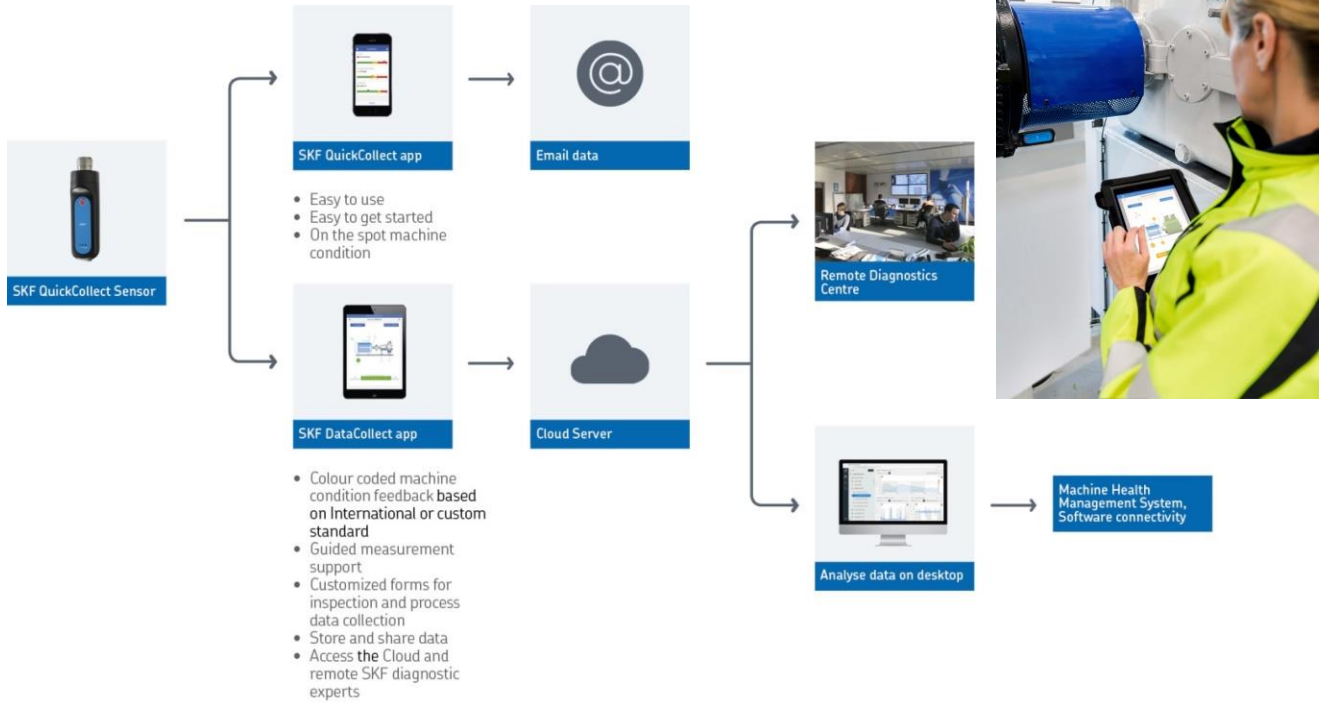 SKF QuickCollect Sensor
SKF QuickCollect app
Email data
• Easy to use
• Easy to get started
• On the spot machine
condition
SKF DataCollect app
Cloud Server
• Colour coded machine
condition feedback based
on International or custom
standard
• Guided measurement
support
• Customized forms for
inspection and process
data collection
• Store and share data
• Access the Cloud and
remote SKF diagnostic
experts
Remote Diagnostics
Centre
Analyse data on desktop
Machine Health
Management System,
Software connectivity